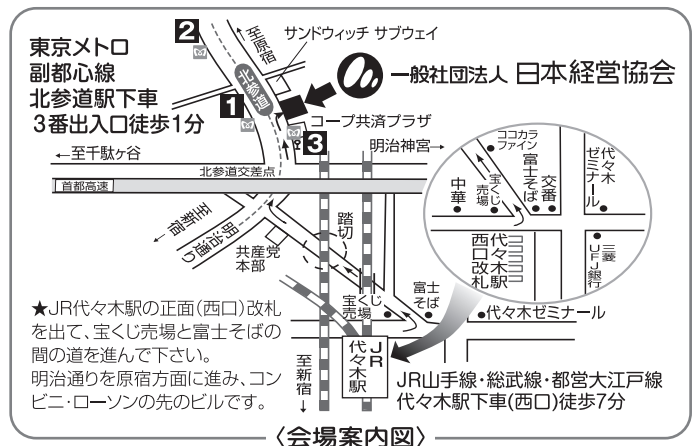 東京メトロ
副都心線
北参道駅下車
3番出入口徒歩1分
2
至原宿
サンドウィッチ サブウェイ
北参道
1
3
一般社団法人 日本経営協会
コープ共済プラザ
←至千駄ヶ谷
明治神宮→
北参道交差点
首都高速
至新宿
明治通り
共産党
本部
踏切
ココカラ
ファイン
代々木
ゼミナール
中華
宝くじ
売場
富士そば
交番
代々木駅
西口改札
三菱
UFJ銀行
宝くじ
売場
富士
そば
代々木ゼミナール
★JR代々木駅の正面(西口)改札
を出て、宝くじ売場と富士そばの
間の道を進んで下さい。
明治通りを原宿方面に進み、コン
ビニ・ローソンの先のビルです。
至新宿→
JR
代々木駅
JR山手線・総武線・都営大江戸線
代々木駅下車(西口)徒歩7分
〈会場案内図〉